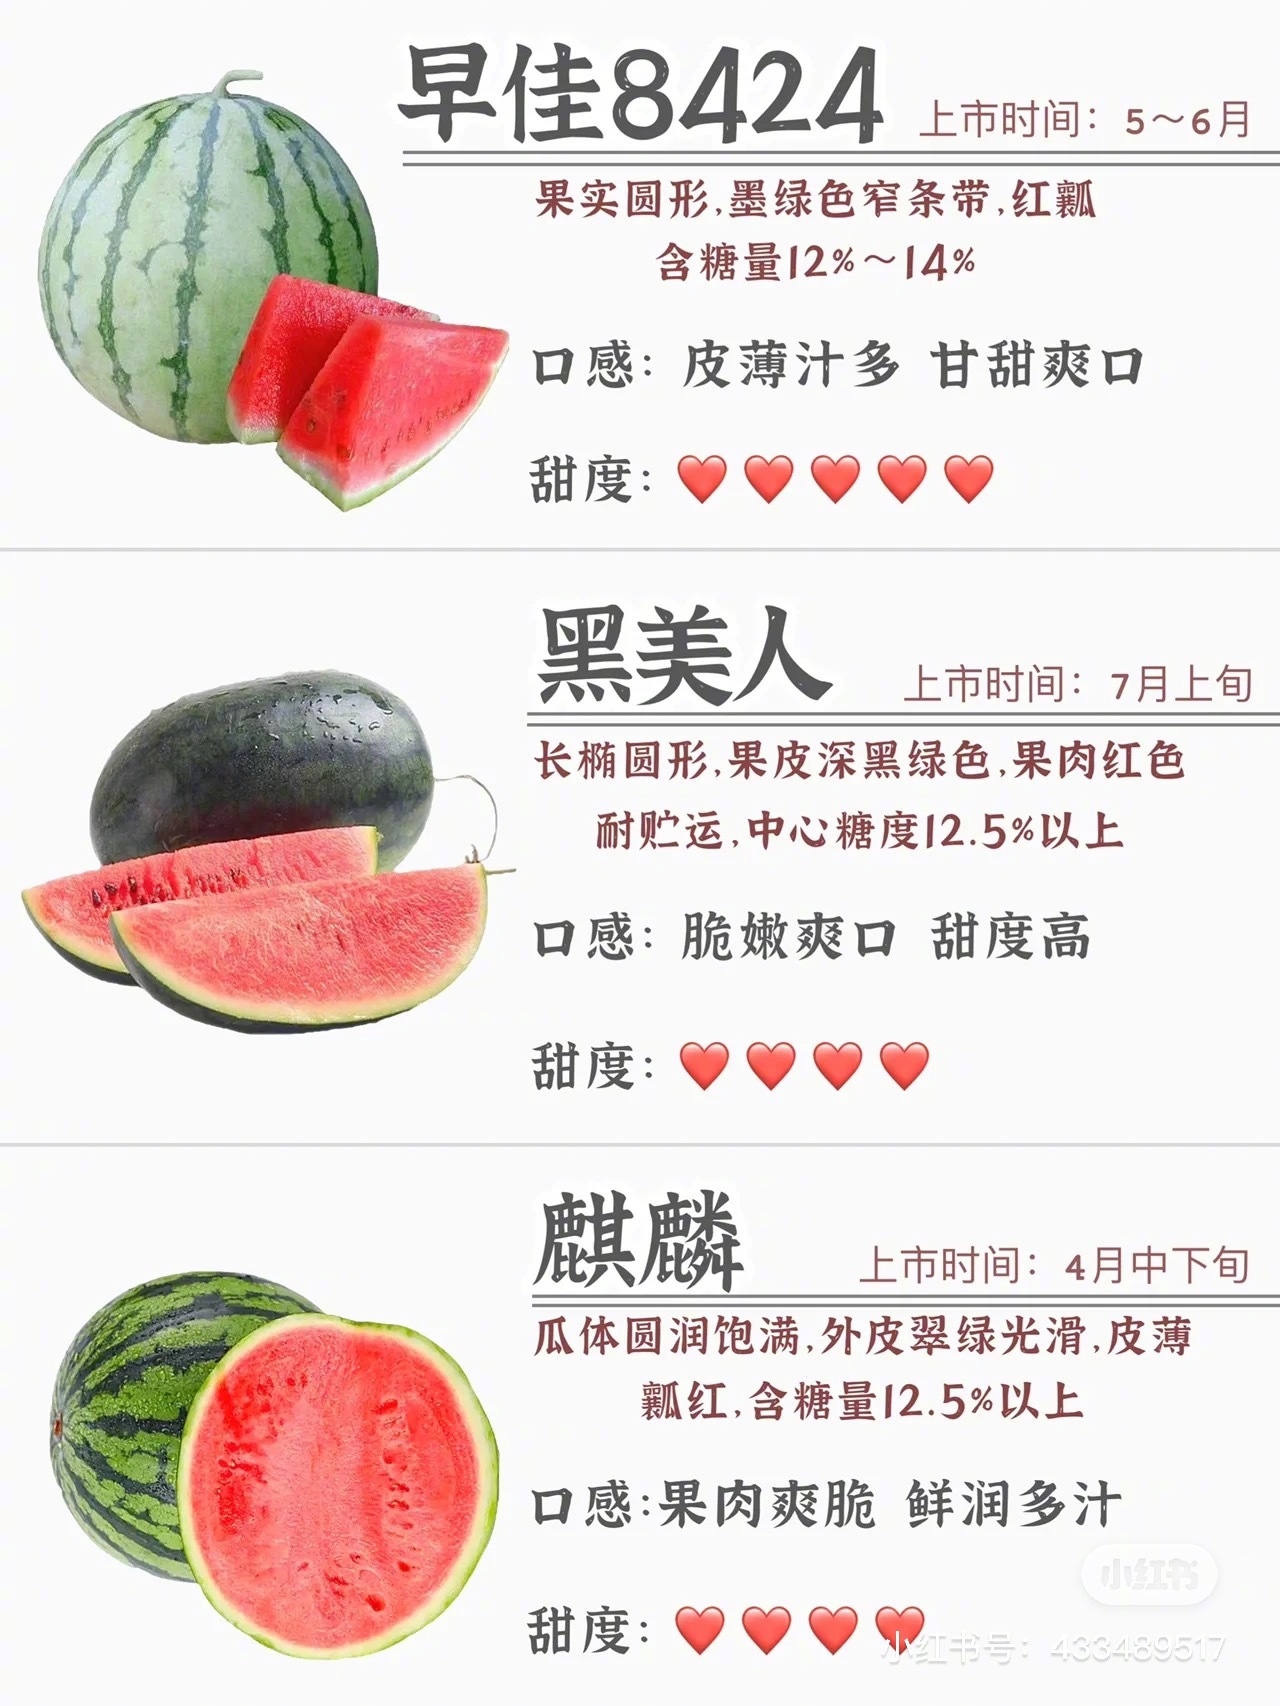 早佳8424
上市时间：5～6月
果实圆形,墨绿色窄条带,红瓤
含糖量12%～14%
口感：皮薄汁多 甘甜爽口
甜度：❤️❤️❤️❤️❤️
黑美人
上市时间：7月上旬
长椭圆形,果皮深黑绿色,果肉红色
耐贮运,中心糖度12.5%以上
口感：脆嫩爽口 甜度高
甜度：❤️❤️❤️❤️
麒麟
上市时间：4月中下旬
瓜体圆润饱满,外皮翠绿光滑,皮薄
瓤红,含糖量12.5%以上
口感:果肉爽脆 鲜润多汁
小红书
甜度：❤️❤️❤️❤️
小红书号：433489517